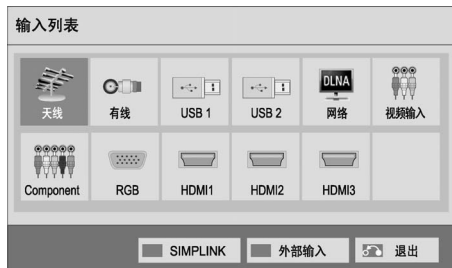 输入列表
DLNA
天线 有线 USB 1 USB 2 网络 视频输入
Component RGB HDMI1 HDMI2 HDMI3
SIMPLINK 外部输入 退出